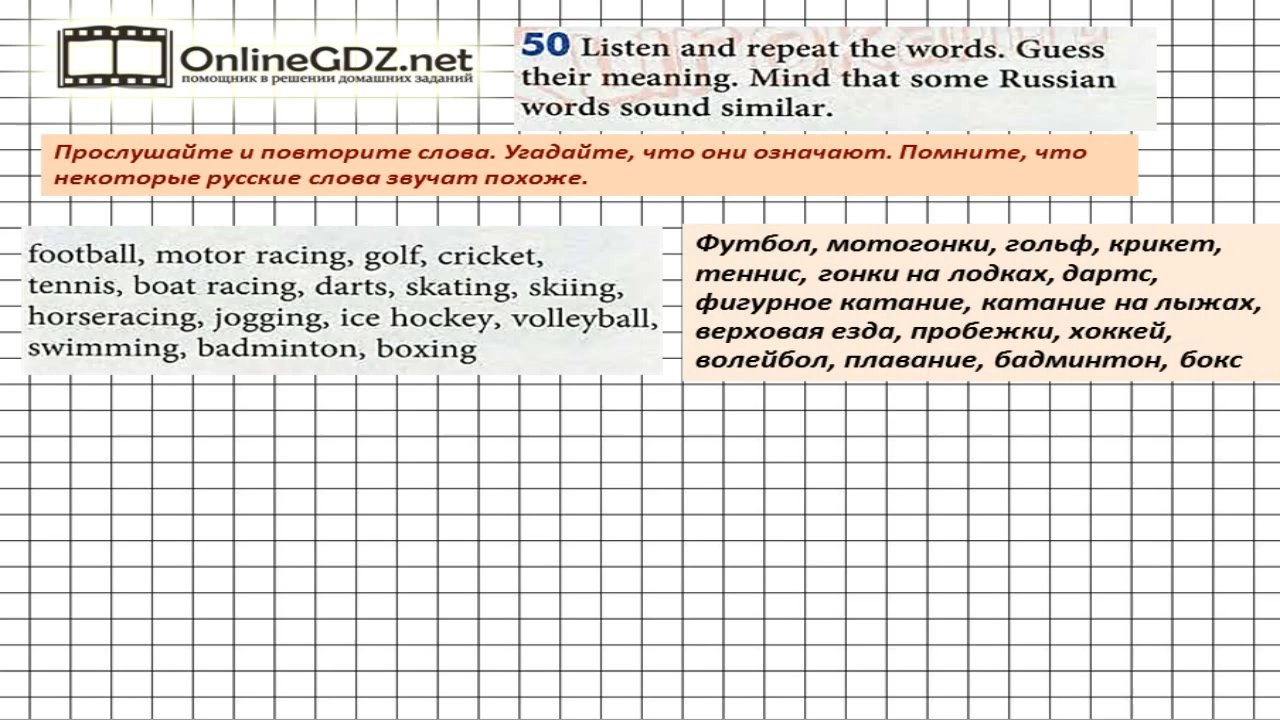 OnlineGDZ.net
помощник в решении домашних заданий
50 Listen and repeat the words. Guess
their meaning. Mind that some Russian
words sound similar.
Прослушайте и повторите слова. Угадайте, что они означают. Помните, что
некоторые русские слова звучат похоже.
football, motor racing, golf, cricket,
tennis, boat racing, darts, skating, skiing,
horseracing, jogging, ice hockey, volleyball,
swimming, badminton, boxing
Футбол, мотогонки, гольф, крикет,
теннис, гонки на лодках, дартс,
фигурное катание, катание на лыжах,
верховая езда, пробежки, хоккей,
волейбол, плавание, бадминтон, бокс